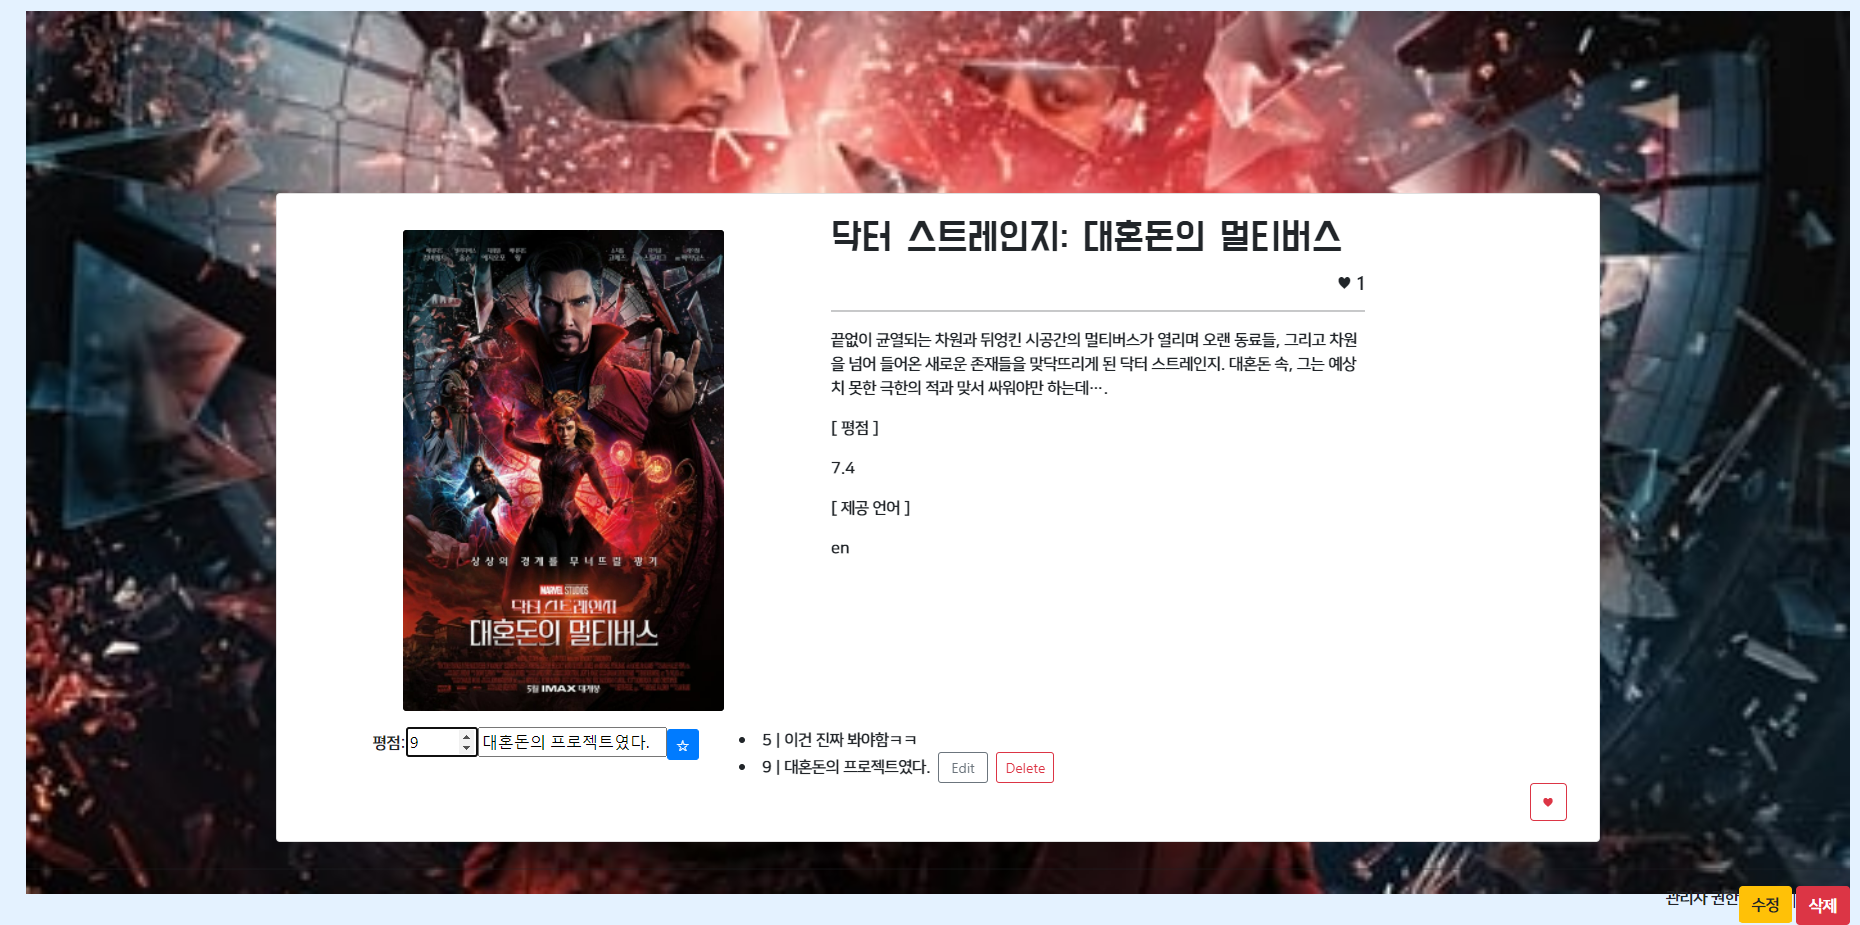 닥터 스트레인지: 대혼돈의 멀티버스
♥ 1
끝없이 균열되는 차원과 뒤엉킨 시공간의 멀티버스가 열리며 오랜 동료들, 그리고 차원
을 넘어 들어온 새로운 존재들을 맞닥뜨리게 된 닥터 스트레인지. 대혼돈 속, 그는 예상
치 못한 극한의 적과 맞서 싸워야만 하는데….
[ 평점 ]
7.4
[ 제공 언어 ]
en
상상의 경계를 무너뜨릴 광기
MARVEL STUDIOS
닥터 스트레인지
대혼돈의 멀티버스
5월 IMAX 대개봉
평점: 9 대혼돈의 프로젝트였다. ☆
• 5 | 이건 진짜 봐야함ㅋㅋ
• 9 | 대혼돈의 프로젝트였다. Edit Delete
♥
관리자 권한 수정 삭제